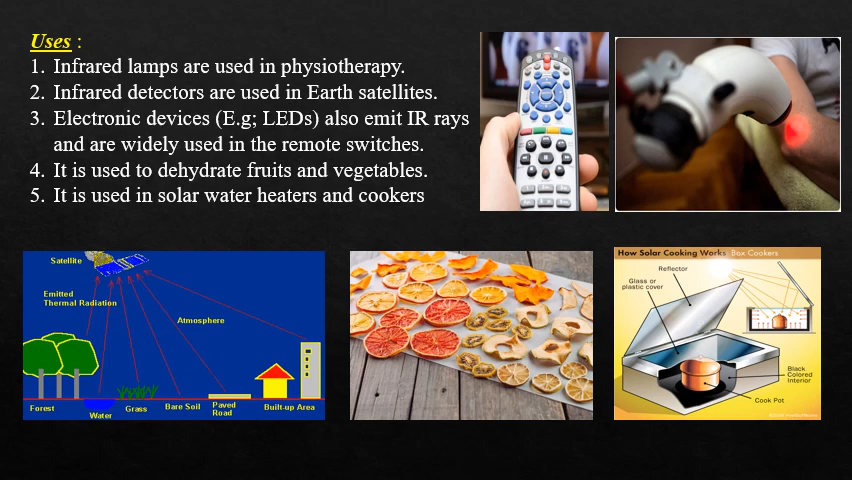 Uses :
1. Infrared lamps are used in physiotherapy.
2. Infrared detectors are used in Earth satellites.
3. Electronic devices (E.g; LEDs) also emit IR rays
and are widely used in the remote switches.
4. It is used to dehydrate fruits and vegetables.
5. It is used in solar water heaters and cookers
Satellite
Emitted
Thermal Radiation
Atmosphere
Forest
Water
Grass
Bare Soil
Paved
Road
Built-up Area
How Solar Cooking Works: Box Cookers
Reflector
Glass or
plastic cover
Black
Colored
Interior
Cook Pot